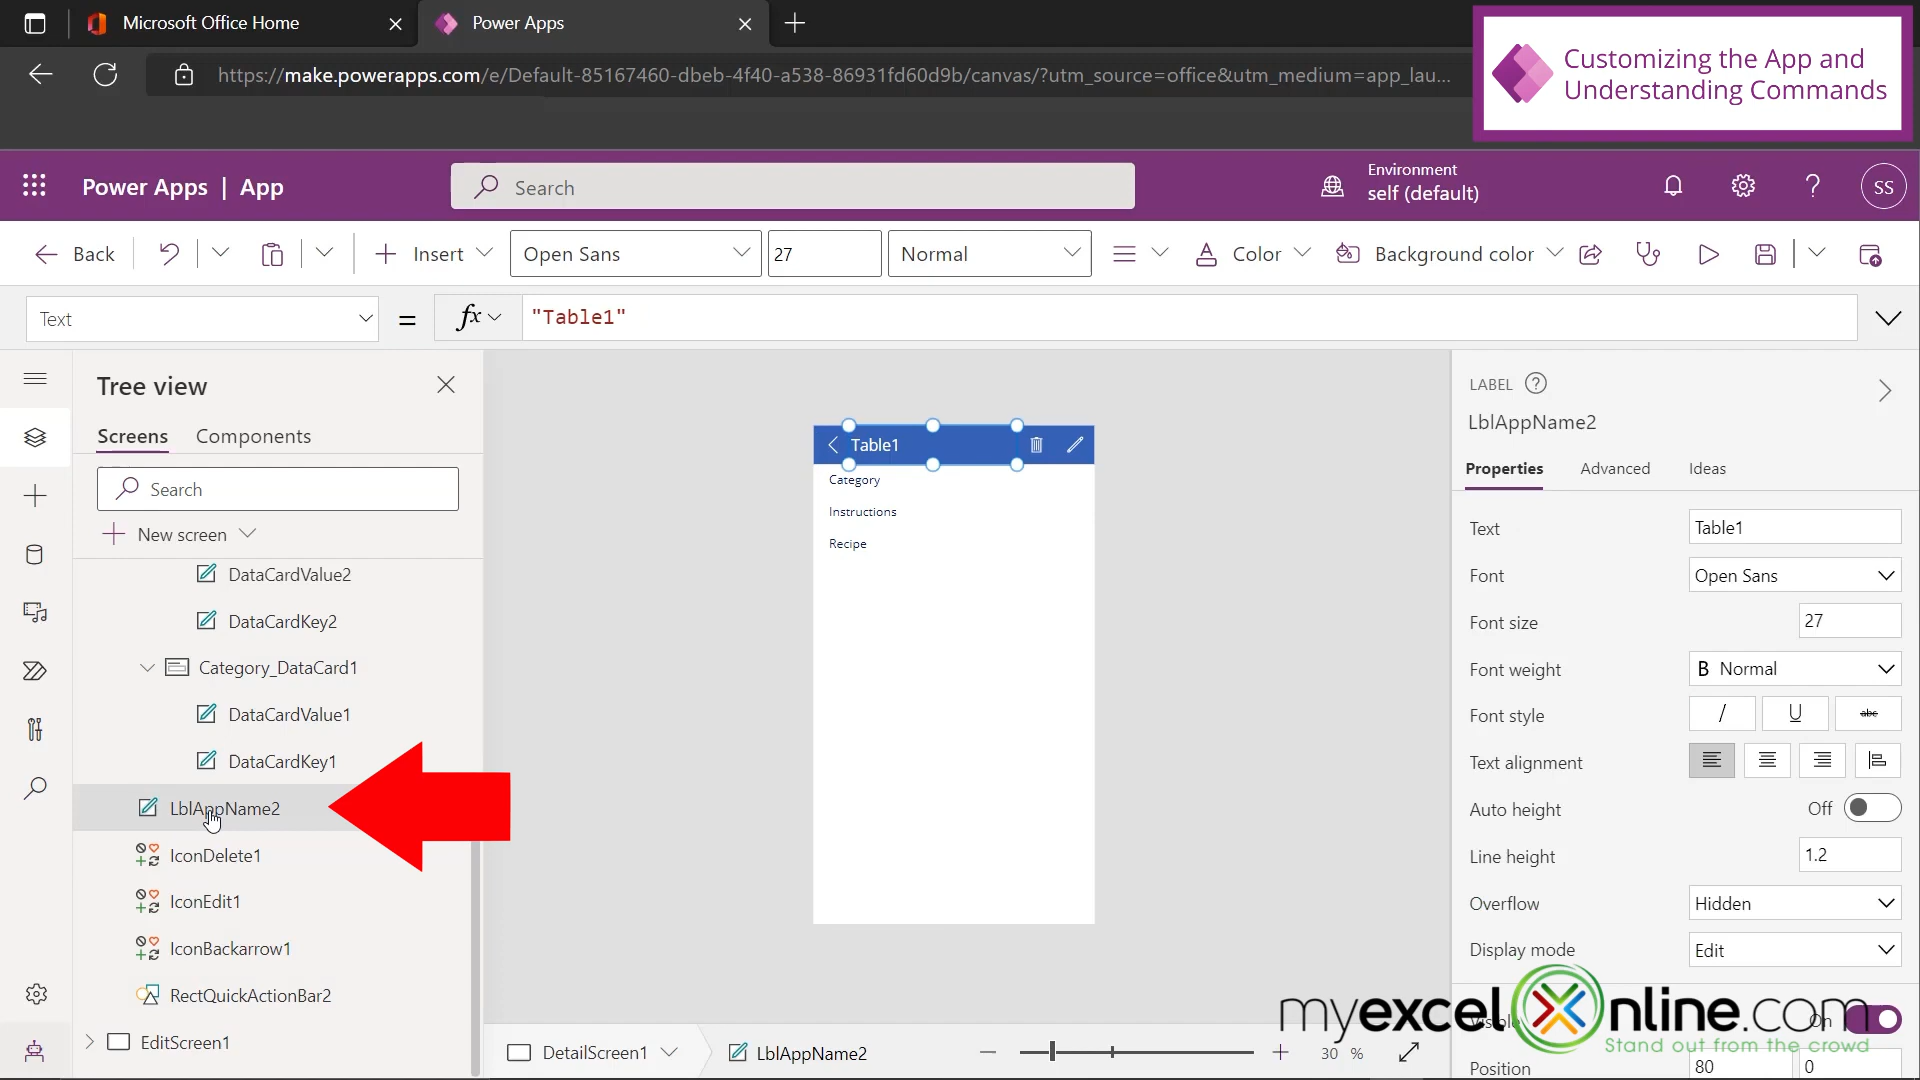 Microsoft Office Home
Power Apps
https://make.powerapps.com/e/Default-85167460-dbeb-4f40-a538-86931fd60d9b/canvas/?utm_source=office&utm_medium=app_lau...
Customizing the App and
Understanding Commands
Power Apps | App
Search
Environment
self (default)
?
SS
Back
Insert
Open Sans
27
Normal
Color
Background color
Text
=
fx
"Table1"
Tree view
Screens
Components
Search
New screen
DataCardValue2
DataCardKey2
Category_DataCard1
DataCardValue1
DataCardKey1
LblAppName2
IconDelete1
IconEdit1
IconBackarrow1
RectQuickActionBar2
EditScreen1
Table1
Category
Instructions
Recipe
DetailScreen1
LblAppName2
30 %
LABEL ?
LblAppName2
Properties
Advanced
Ideas
Text
Table1
Font
Open Sans
Font size
27
Font weight
B Normal
Font style
/ U abc
Text alignment
Auto height
Off
Line height
1.2
Overflow
Hidden
Display mode
Edit
Visible
On
myexcelOnline.com
Stand out from the crowd
Position
80
0